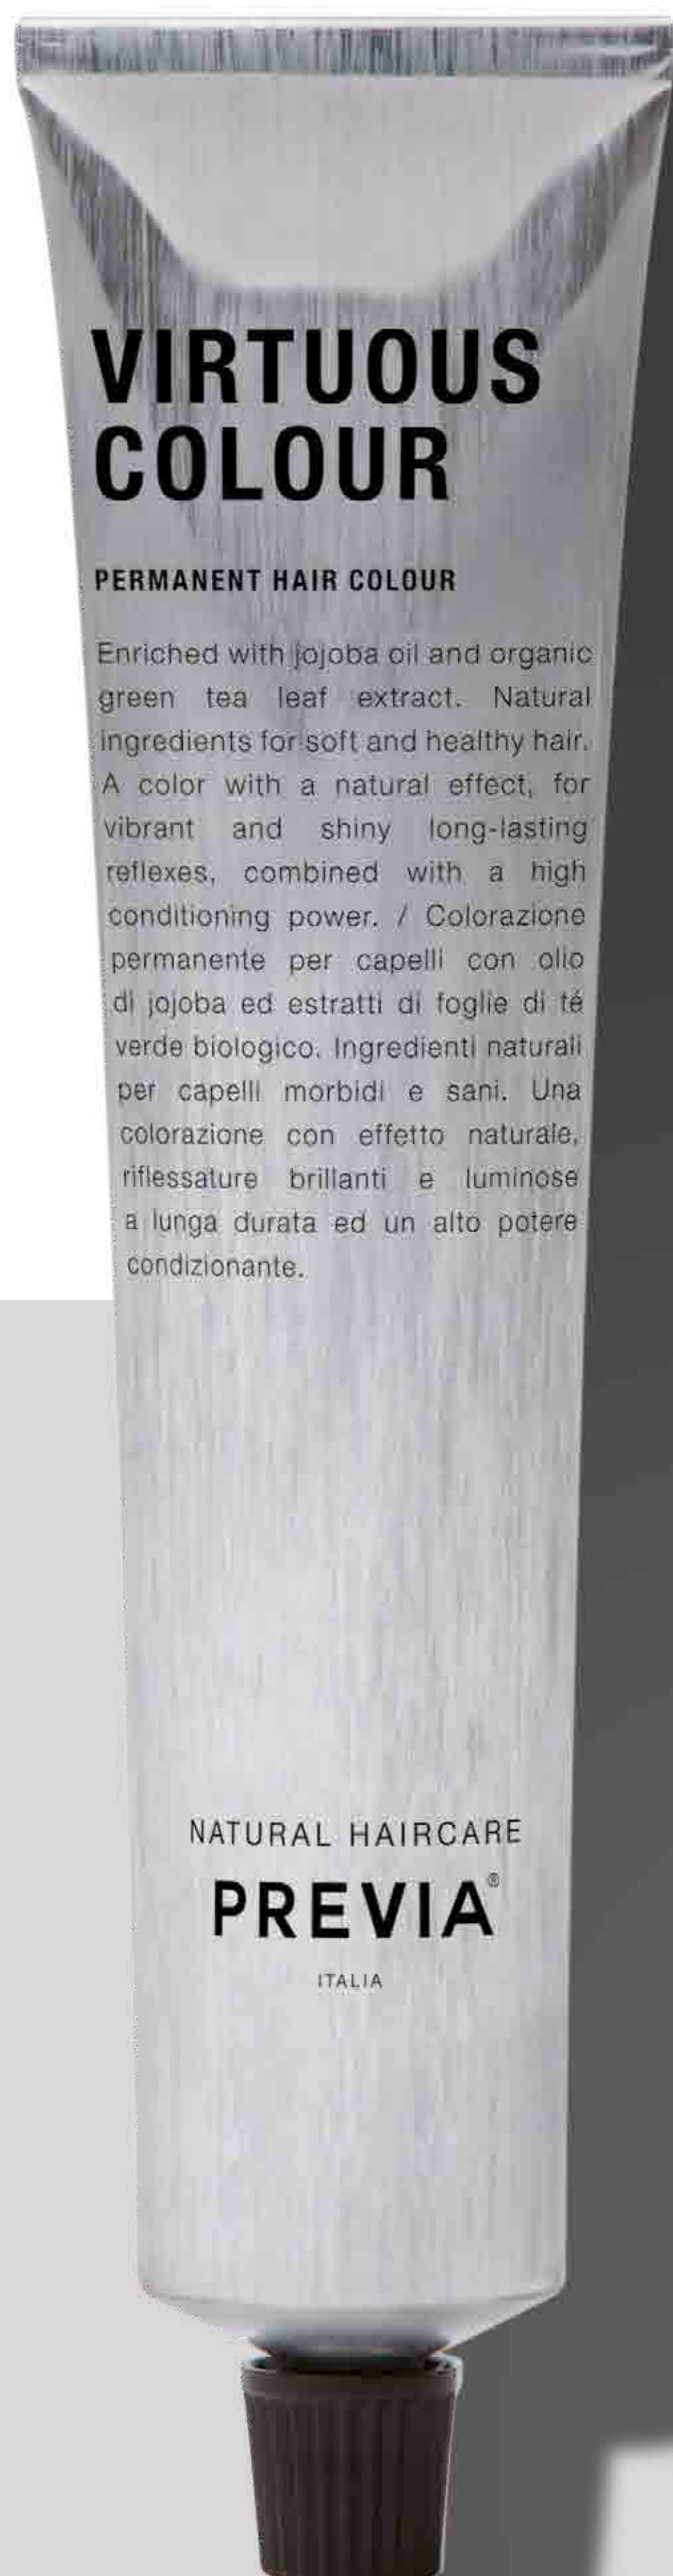 VIRTUOUS
COLOUR
PERMANENT HAIR COLOUR
Enriched with jojoba oil and organic
green tea leaf extract. Natural
ingredients for soft and healthy hair.
A color with a natural effect, for
vibrant and shiny long-lasting
reflexes, combined with a high
conditioning power. / Colorazione
permanente per capelli con olio
di jojoba ed estratti di foglie di té
verde biologico. Ingredienti naturali
per capelli morbidi e sani. Una
colorazione con effetto naturale,
riflessature brillanti e luminose
a lunga durata ed un alto potere
condizionante.
NATURAL HAIRCARE
PREVIA®
ITALIA